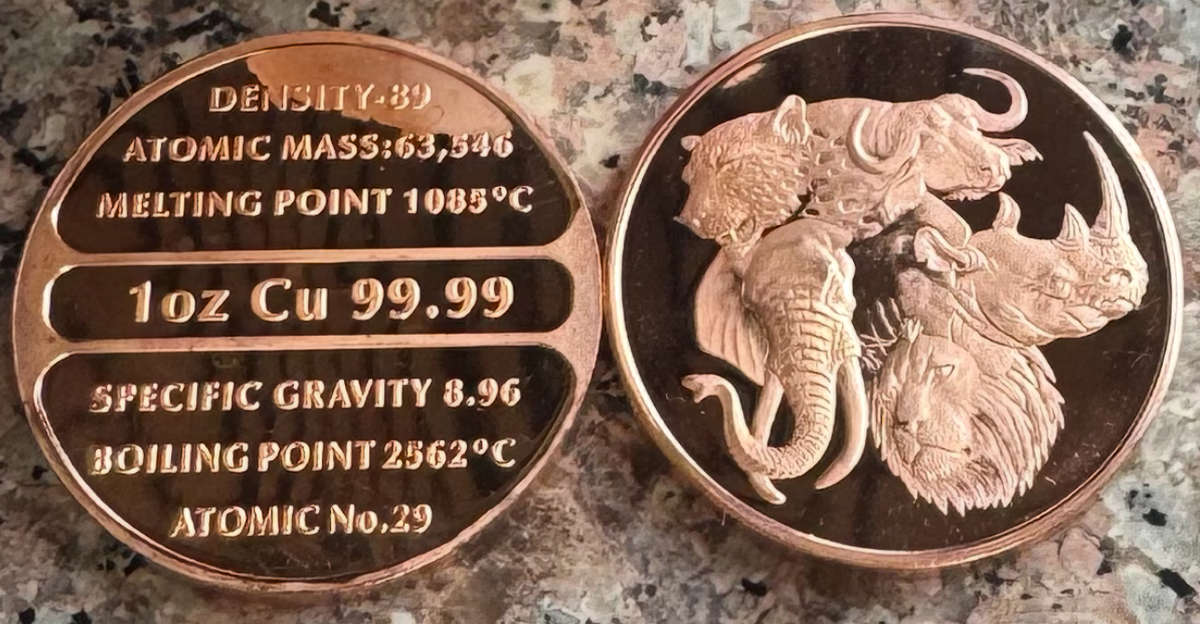 DENSITY-89
ATOMIC MASS:63,546
MELTING POINT 1085°C
1oz Cu 99.99
SPECIFIC GRAVITY 8.96
BOILING POINT 2562°C
ATOMIC No.29